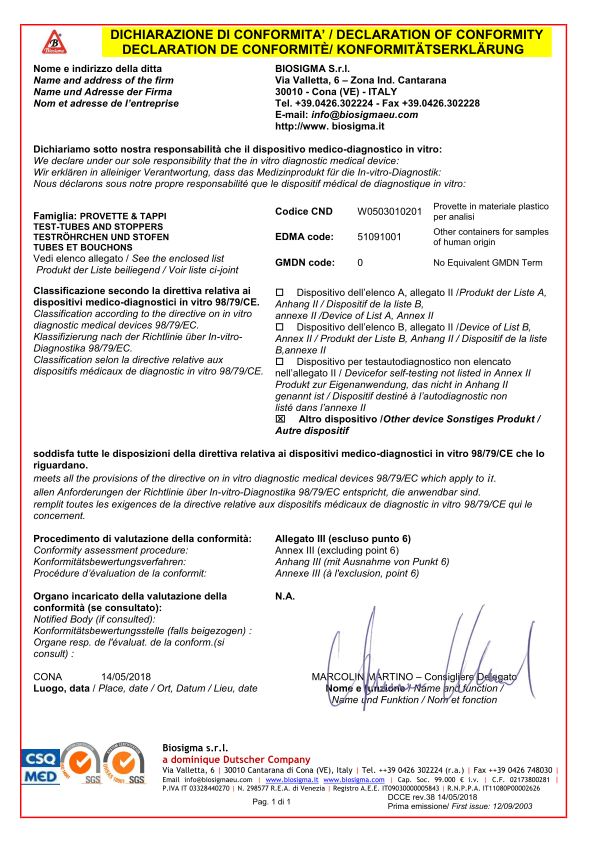 Biosigma
DICHIARAZIONE DI CONFORMITA' / DECLARATION OF CONFORMITY
DECLARATION DE CONFORMITÈ/ KONFORMITÄTSERKLÄRUNG
Nome e indirizzo della ditta
Name and address of the firm
Name und Adresse der Firma
Nom et adresse de l'entreprise
BIOSIGMA S.r.l.
Via Valletta, 6 – Zona Ind. Cantarana
30010 - Cona (VE) - ITALY
Tel. +39.0426.302224 - Fax +39.0426.302228
E-mail: info@biosigmaeu.com
http://www. biosigma.it
Dichiariamo sotto nostra responsabilità che il dispositivo medico-diagnostico in vitro:
We declare under our sole responsibility that the in vitro diagnostic medical device:
Wir erklären in alleiniger Verantwortung, dass das Medizinprodukt für die In-vitro-Diagnostik:
Nous déclarons sous notre propre responsabilité que le dispositif médical de diagnostique in vitro:
Famiglia: PROVETTE & TAPPI
TEST-TUBES AND STOPPERS
TESTRÖHRCHEN UND STOFEN
TUBES ET BOUCHONS
Vedi elenco allegato / See the enclosed list
Produkt der Liste beiliegend / Voir liste ci-joint
Codice CND W0503010201 Provette in materiale plastico
per analisi
EDMA code: 51091001 Other containers for samples
of human origin
GMDN code: 0 No Equivalent GMDN Term
Classificazione secondo la direttiva relativa ai
dispositivi medico-diagnostici in vitro 98/79/CE.
Classification according to the directive on in vitro
diagnostic medical devices 98/79/EC.
Klassifizierung nach der Richtlinie über In-vitro-
Diagnostika 98/79/EC.
Classification selon la directive relative aux
dispositifs médicaux de diagnostic in vitro 98/79/CE.
☐ Dispositivo dell'elenco A, allegato II /Produkt der Liste A,
Anhang II / Dispositif de la liste B,
annexe II /Device of List A, Annex II
☐ Dispositivo dell'elenco B, allegato II /Device of List B,
Annex II / Produkt der Liste B, Anhang II / Dispositif de la liste
B,annexe II
☐ Dispositivo per testautodiagnostico non elencato
nell'allegato II / Devicefor self-testing not listed in Annex II
Produkt zur Eigenanwendung, das nicht in Anhang II
genannt ist / Dispositif destiné à l'autodiagnostic non
listé dans l'annexe II
☒ Altro dispositivo /Other device Sonstiges Produkt /
Autre dispositif
soddisfa tutte le disposizioni della direttiva relativa ai dispositivi medico-diagnostici in vitro 98/79/CE che lo
riguardano.
meets all the provisions of the directive on in vitro diagnostic medical devices 98/79/EC which apply to it.
allen Anforderungen der Richtlinie über In-vitro-Diagnostika 98/79/EC entspricht, die anwendbar sind.
remplit toutes les exigences de la directive relative aux dispositifs médicaux de diagnostic in vitro 98/79/CE qui le
concernent.
Procedimento di valutazione della conformità:
Conformity assessment procedure:
Konformitätsbewertungsverfahren:
Procédure d'évaluation de la conformit:
Allegato III (escluso punto 6)
Annex III (excluding point 6)
Anhang III (mit Ausnahme von Punkt 6)
Annexe III (à l'exclusion, point 6)
Organo incaricato della valutazione della
conformità (se consultato):
Notified Body (if consulted):
Konformitätsbewertungsstelle (falls beigezogen) :
Organe resp. de l'évaluat. de la conform.(si
consult) :
N.A.
CONA 14/05/2018
Luogo, data / Place, date / Ort, Datum / Lieu, date
MARCOLIN MARTINO – Consigliere Delegato
Nome e funzione / Name and function /
Name und Funktion / Nom et fonction
CSQ
MED
SGS
SGS
Biosigma s.r.l.
a dominique Dutscher Company
Via Valletta, 6 | 30010 Cantarana di Cona (VE), Italy | Tel. ++39 0426 302224 (r.a.) | Fax ++39 0426 748030 |
Email info@biosigmaeu.com | www.biosigma.it www.biosigma.com | Cap. Soc. 99.000 € i.v. | C.F. 02173800281 |
P.IVA IT 03328440270 | N. 298577 R.E.A. di Venezia | Registro A.E.E. IT09030000005843 | R.N.P.P.A. IT11080P00002626
Pag. 1 di 1
DCCE rev.38 14/05/2018
Prima emissione/ First issue: 12/09/2003